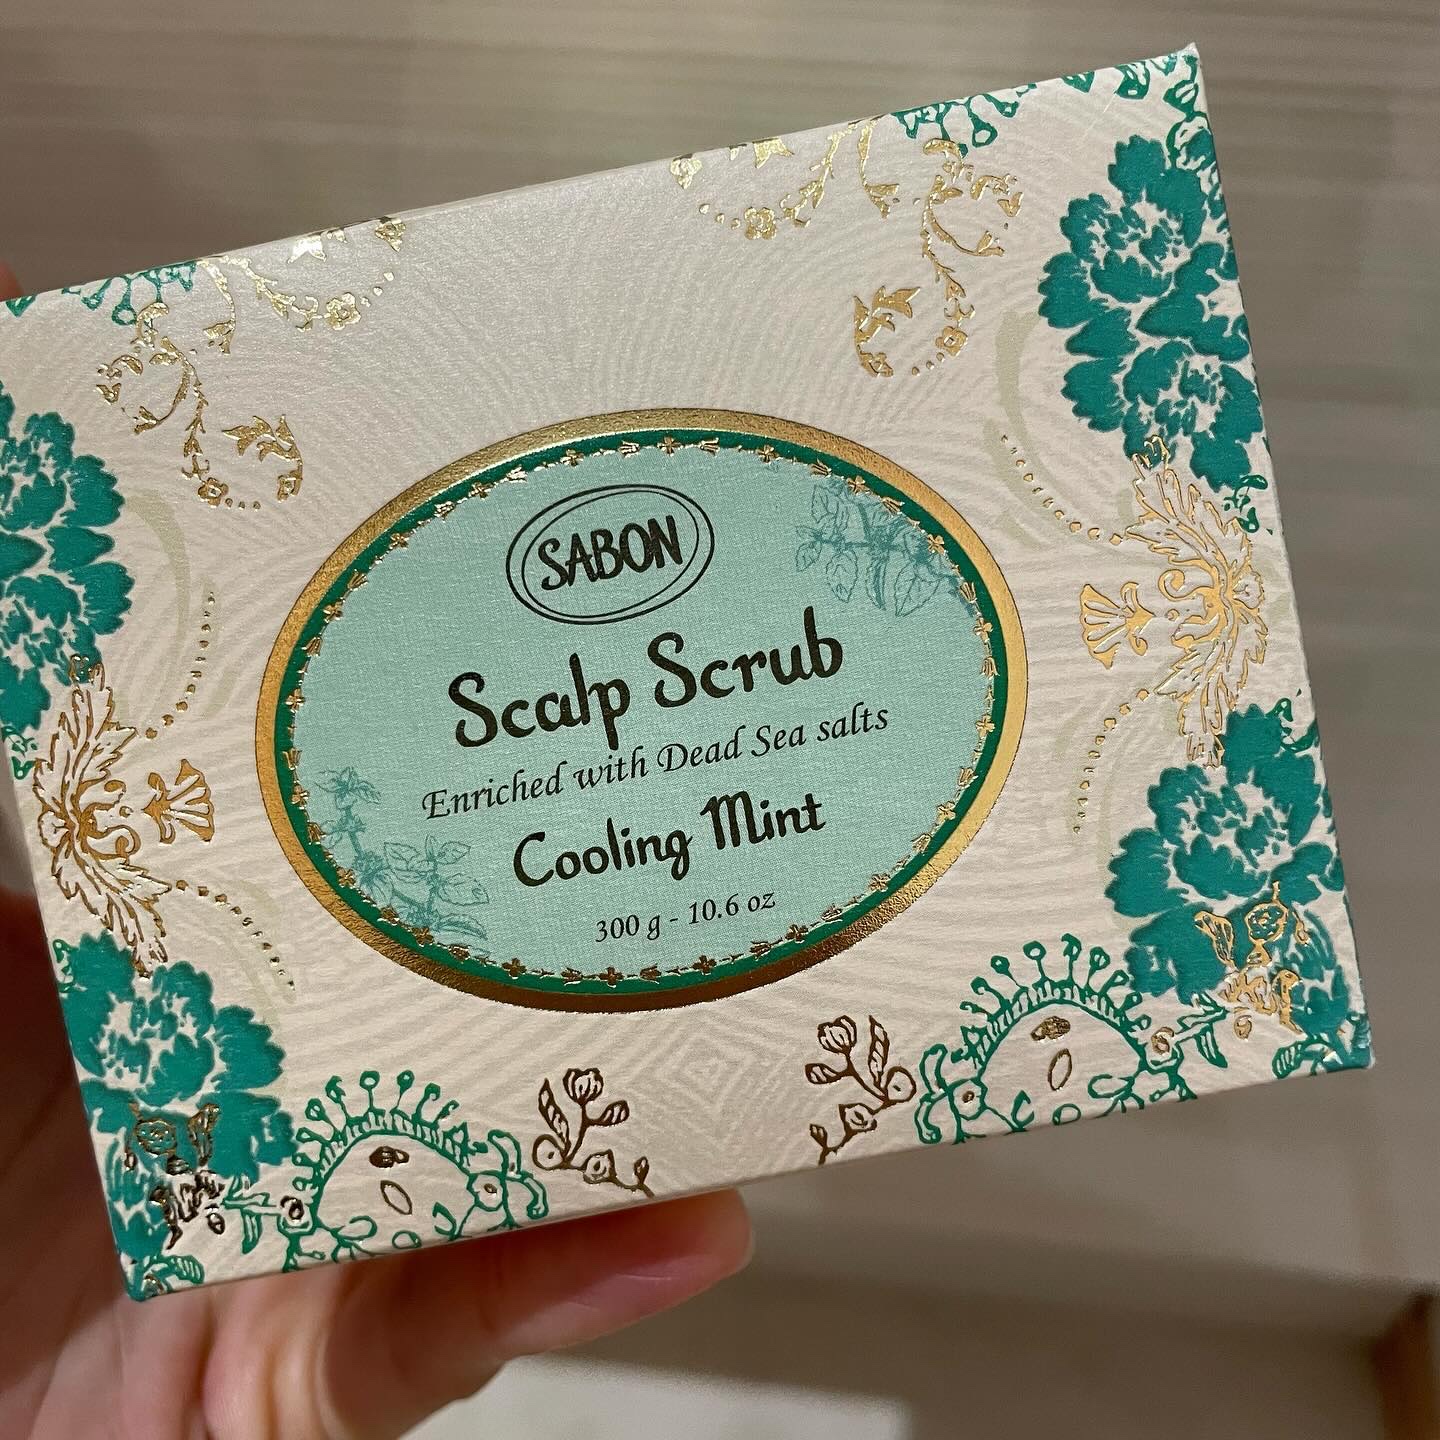 SABON
Scalp Scrub
Enriched with Dead Sea salts
Cooling Mint
300 g - 10.6 oz